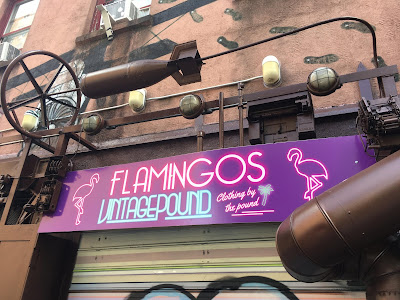 FLAMINGOS
VINTAGEPOUND
Clothing by
the pound